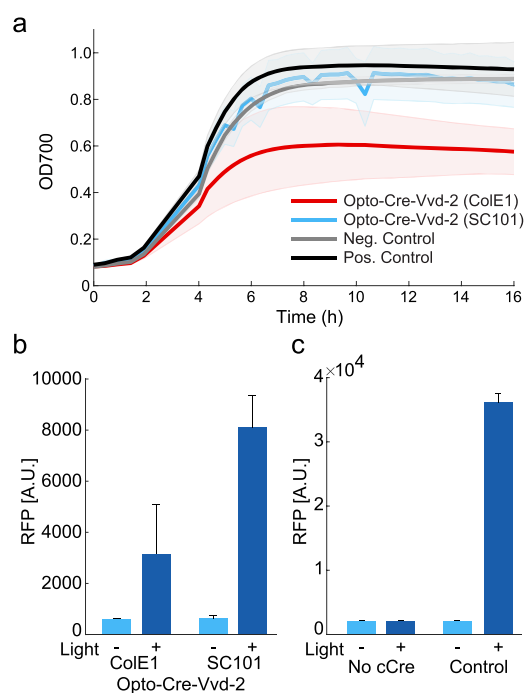 a
OD700
1.0
0.8
0.6
0.4
0.2
0
0 2 4 6 8 10 12 14 16
Time (h)
Opto-Cre-Vvd-2 (ColE1)
Opto-Cre-Vvd-2 (SC101)
Neg. Control
Pos. Control
b
RFP [A.U.]
10000
8000
6000
4000
2000
0
Light - + - +
ColE1 SC101
Opto-Cre-Vvd-2
c
×10^4
RFP [A.U.]
4
3
2
1
0
Light - + - +
No cCre Control